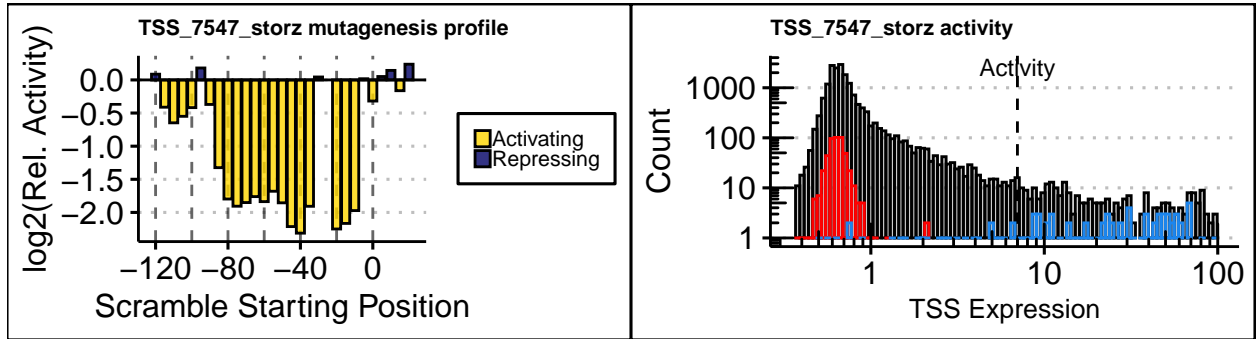 TSS_7547_storz mutagenesis profile
log2(Rel. Activity)
0.0
−0.5
−1.0
−1.5
−2.0
−120 −80 −40 0
Scramble Starting Position
Activating
Repressing
TSS_7547_storz activity
Activity
Count
1000
100
10
1
1 10 100
TSS Expression